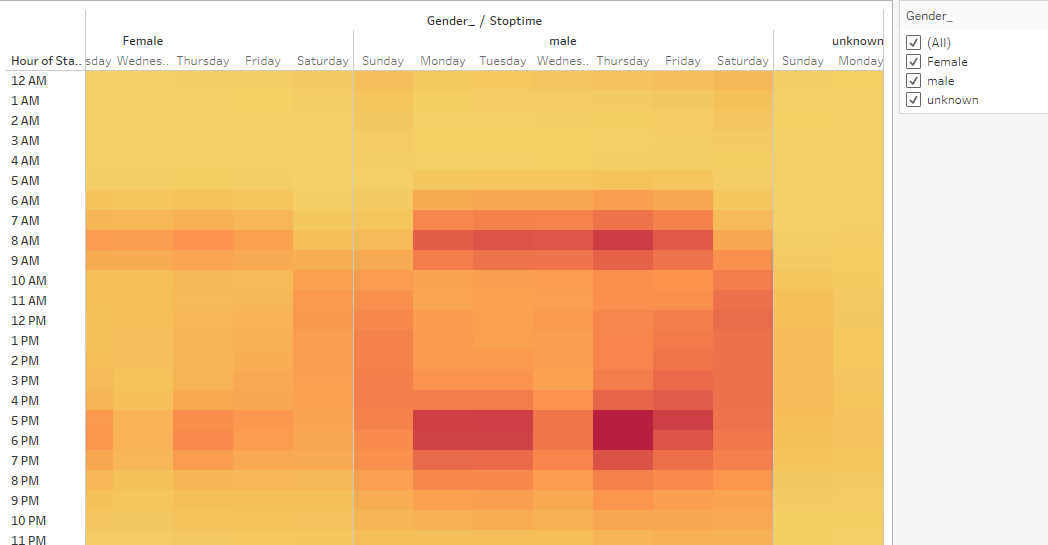 Gender_ / Stoptime
Female male unknown
Hour of Sta.. sday Wednes.. Thursday Friday Saturday Sunday Monday Tuesday Wednes.. Thursday Friday Saturday Sunday Monday
12 AM
1 AM
2 AM
3 AM
4 AM
5 AM
6 AM
7 AM
8 AM
9 AM
10 AM
11 AM
12 PM
1 PM
2 PM
3 PM
4 PM
5 PM
6 PM
7 PM
8 PM
9 PM
10 PM
11 PM
Gender_
(All)
Female
male
unknown